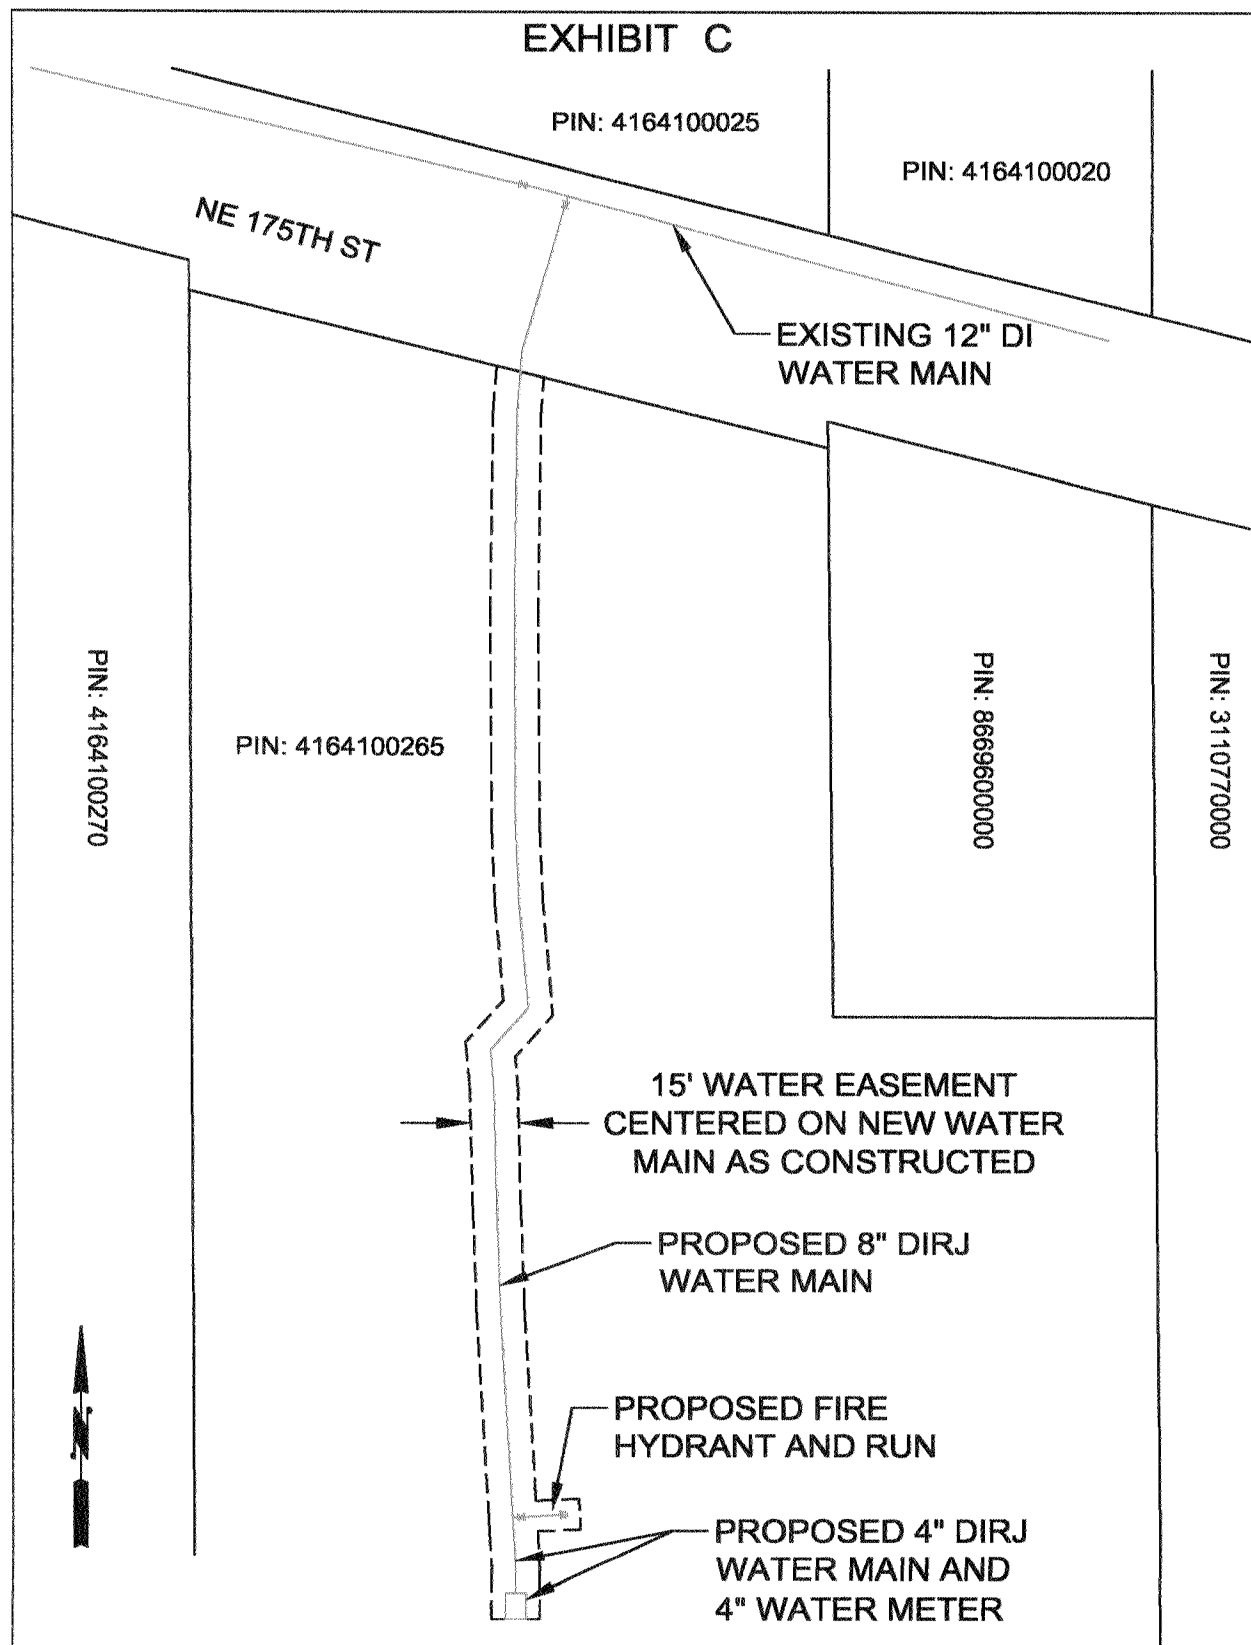 EXHIBIT C
PIN: 4164100025
PIN: 4164100020
NE 175TH ST
EXISTING 12" DI
WATER MAIN
PIN: 4164100270
PIN: 4164100265
PIN: 8669600000
PIN: 3110770000
15' WATER EASEMENT
CENTERED ON NEW WATER
MAIN AS CONSTRUCTED
PROPOSED 8" DIRJ
WATER MAIN
PROPOSED FIRE
HYDRANT AND RUN
N
PROPOSED 4" DIRJ
WATER MAIN AND
4" WATER METER